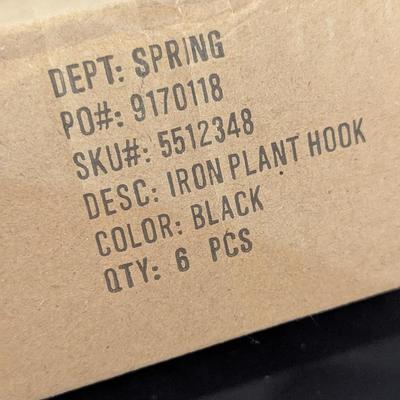 DEPT: SPRING
PO#: 9170118
SKU#: 5512348
DESC: IRON PLANT HOOK
COLOR: BLACK
QTY: 6 PCS